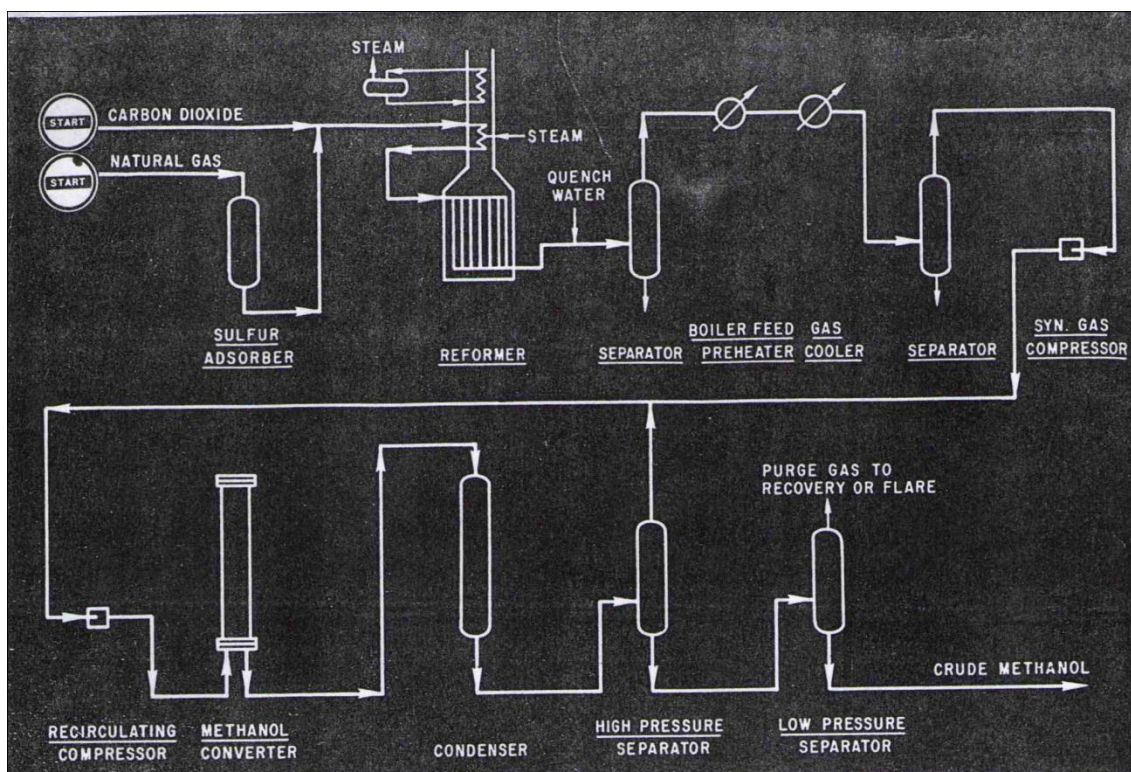 STEAM
START
CARBON DIOXIDE
STEAM
START
NATURAL GAS
QUENCH
WATER
SULFUR
ADSORBER
REFORMER
SEPARATOR
BOILER FEED
PREHEATER
GAS
COOLER
SEPARATOR
SYN. GAS
COMPRESSOR
PURGE GAS TO
RECOVERY OR FLARE
CRUDE METHANOL
RECIRCULATING
COMPRESSOR
METHANOL
CONVERTER
CONDENSER
HIGH PRESSURE
SEPARATOR
LOW PRESSURE
SEPARATOR